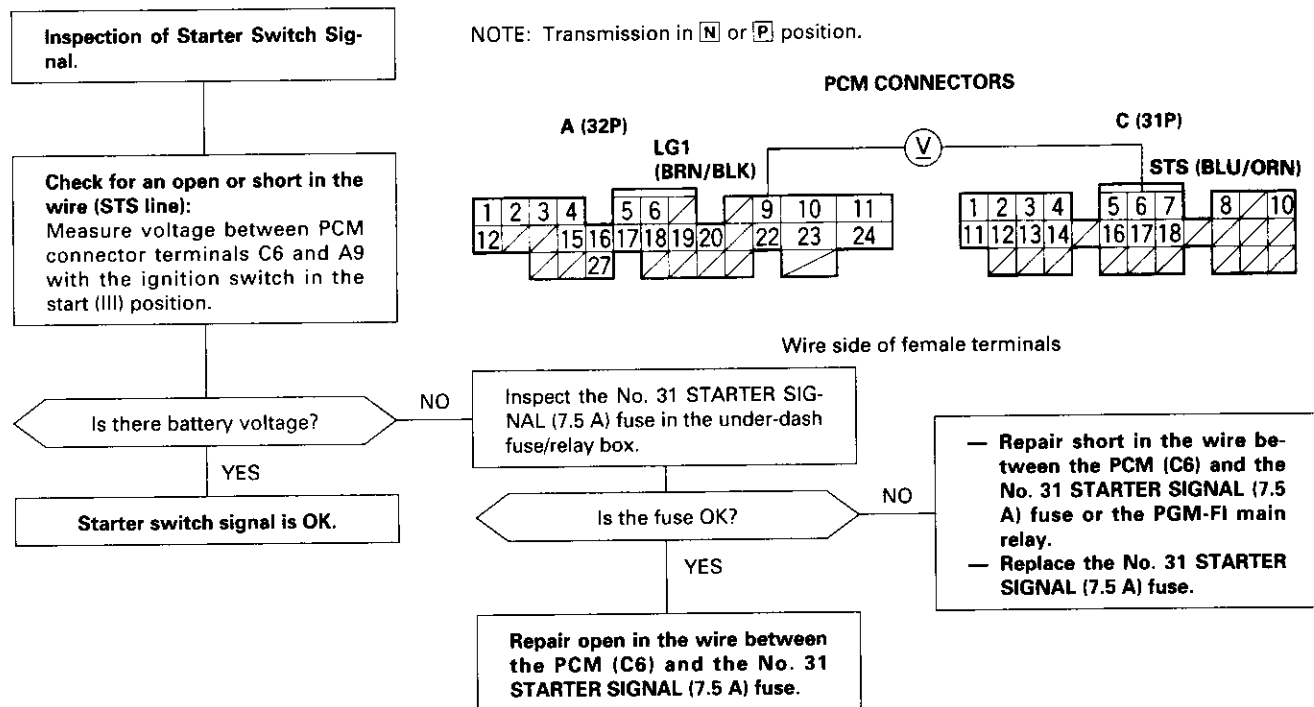 Inspection of Starter Switch Sig-
nal.
NOTE: Transmission in N or P position.
PCM CONNECTORS
A (32P)
C (31P)
LG1
(BRN/BLK)
V
STS (BLU/ORN)
1 2 3 4 5 6 9 10 11
12 15 16 17 18 19 20 22 23 24
27
1 2 3 4 5 6 7 8 10
11 12 13 14 16 17 18
Wire side of female terminals
Check for an open or short in the
wire (STS line):
Measure voltage between PCM
connector terminals C6 and A9
with the ignition switch in the
start (III) position.
Is there battery voltage?
NO
YES
Starter switch signal is OK.
Inspect the No. 31 STARTER SIG-
NAL (7.5 A) fuse in the under-dash
fuse/relay box.
Is the fuse OK?
NO
YES
Repair open in the wire between
the PCM (C6) and the No. 31
STARTER SIGNAL (7.5 A) fuse.
— Repair short in the wire be-
tween the PCM (C6) and the
No. 31 STARTER SIGNAL (7.5
A) fuse or the PGM-FI main
relay.
— Replace the No. 31 STARTER
SIGNAL (7.5 A) fuse.